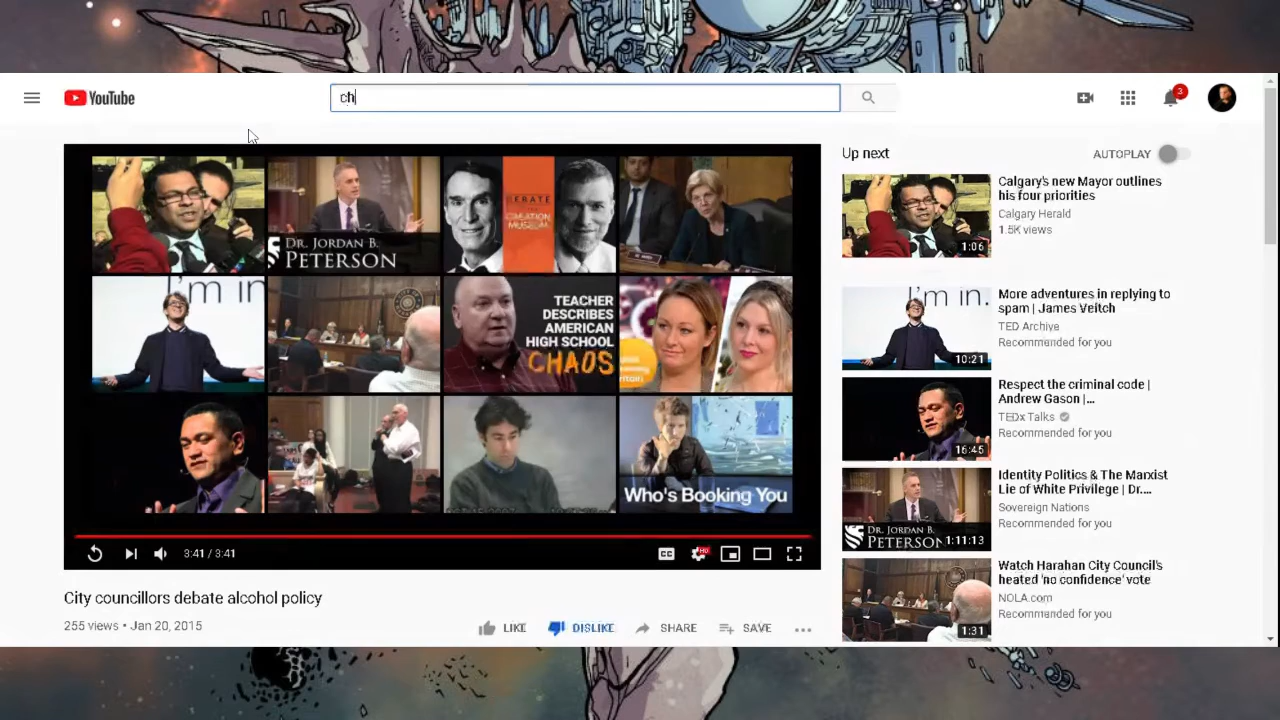 YouTube
ch
3
DR. JORDAN B.
PETERSON
CREATION
MUSEUM
I'm in
TEACHER
DESCRIBES
AMERICAN
HIGH SCHOOL
CHAOS
Who's Booking You
3:41 / 3:41
CC
HD
City councillors debate alcohol policy
255 views • Jan 20, 2015
LIKE
DISLIKE
SHARE
SAVE
Up next
AUTOPLAY
1:06
Calgary's new Mayor outlines
his four priorities
Calgary Herald
1.5K views
I'm in.
10:21
More adventures in replying to
spam | James Veitch
TED Archive
Recommended for you
16:45
Respect the criminal code |
Andrew Gason |...
TEDx Talks
Recommended for you
DR. JORDAN B.
PETERSON
1:11:13
Identity Politics & The Marxist
Lie of White Privilege | Dr....
Sovereign Nations
Recommended for you
1:31
Watch Harahan City Council's
heated 'no confidence' vote
NOLA.com
Recommended for you